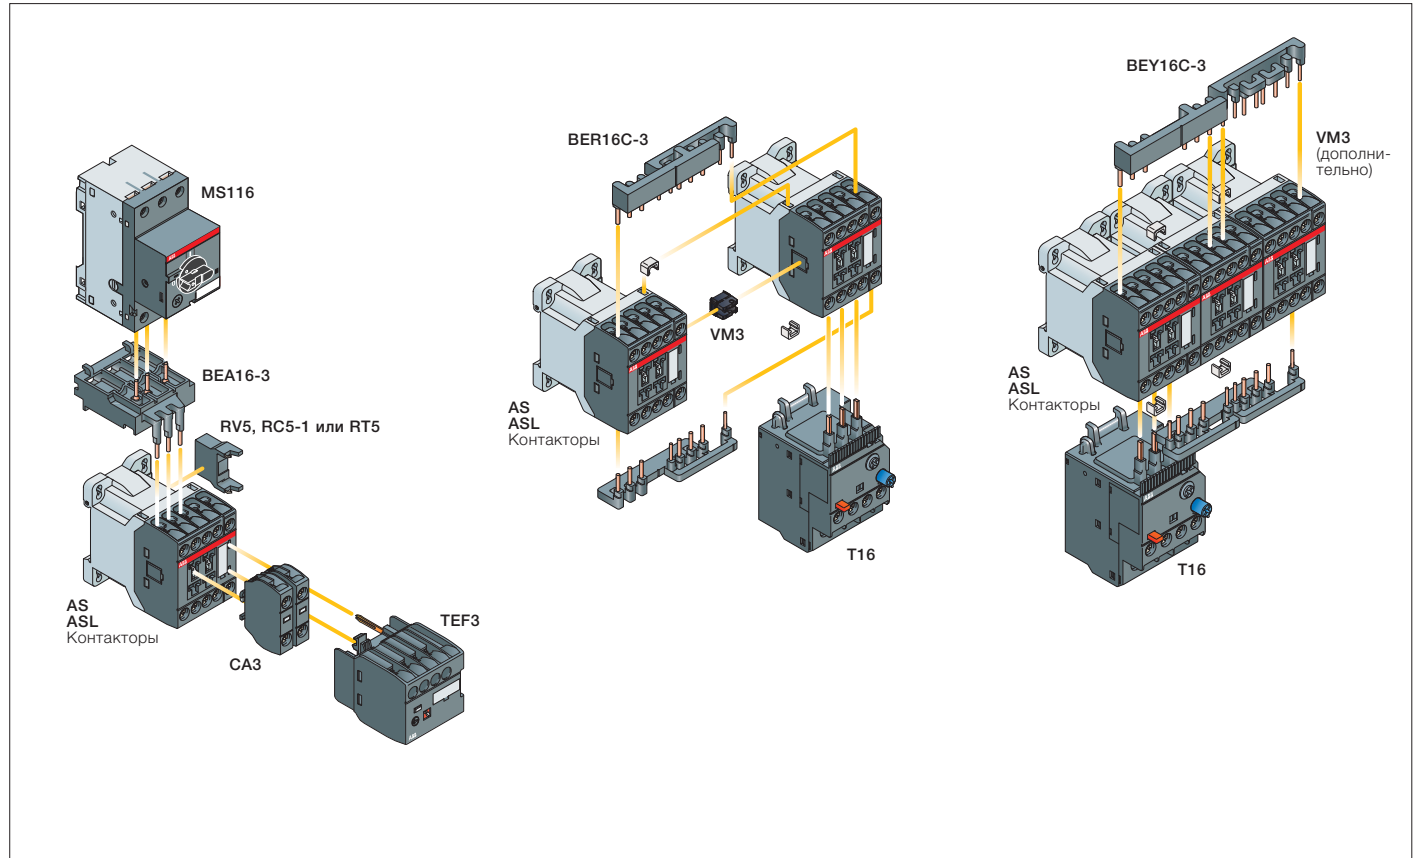 MS116
BEA16-3
RV5, RC5-1 или RT5
AS
ASL
Контакторы
CA3
TEF3
BER16C-3
VM3
AS
ASL
Контакторы
T16
BEY16C-3
VM3
(дополни-
тельно)
AS
ASL
Контакторы
T16